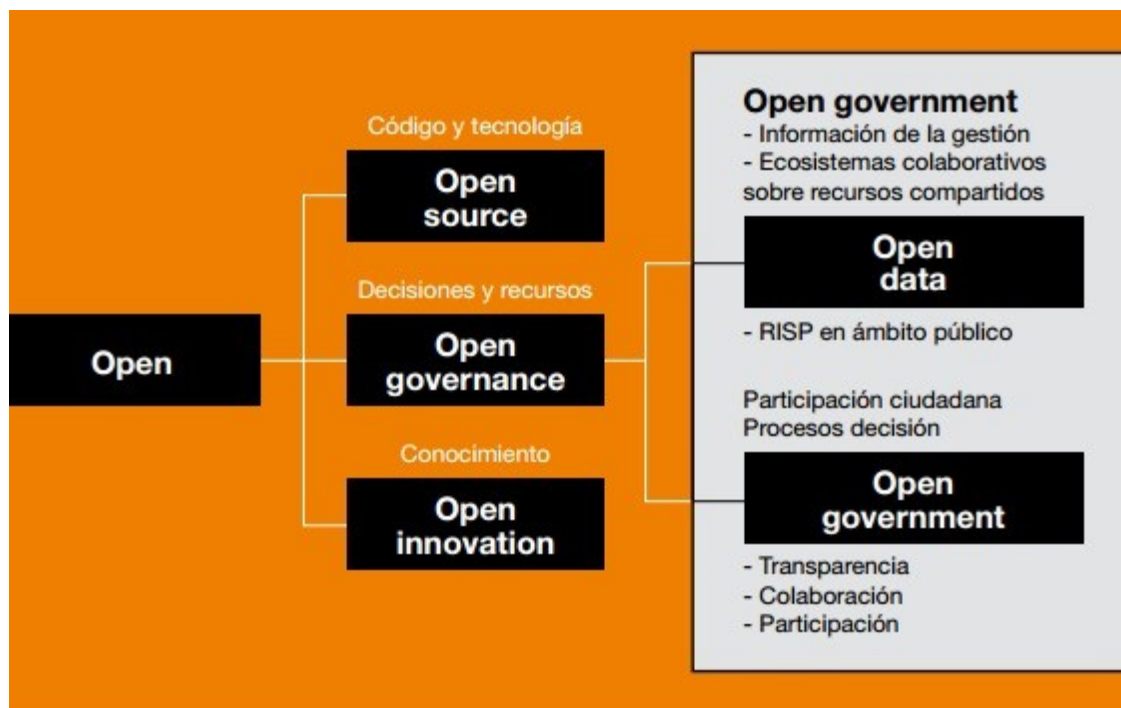 Open
Código y tecnología
Open
source
Decisiones y recursos
Open
governance
Conocimiento
Open
innovation
Open government
- Información de la gestión
- Ecosistemas colaborativos
sobre recursos compartidos
Open
data
- RISP en ámbito público
Participación ciudadana
Procesos decisión
Open
government
- Transparencia
- Colaboración
- Participación